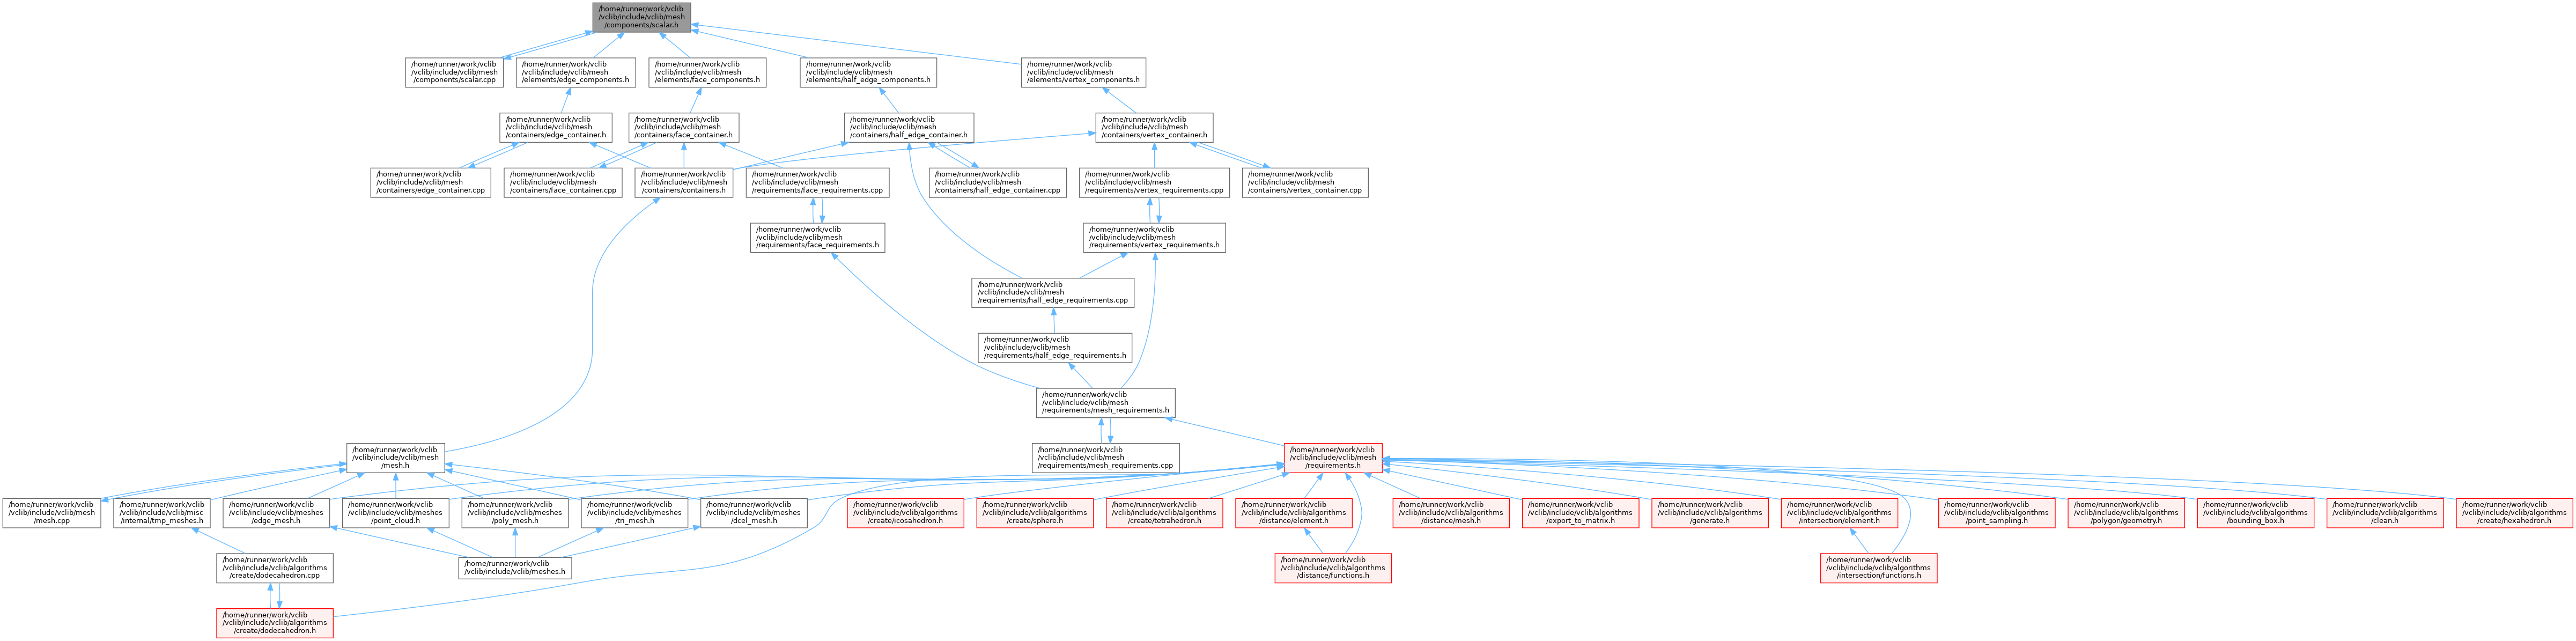 /home/runner/work/vclib
/vclib/include/vclib/mesh
/components/scalar.h
/home/runner/work/vclib
/vclib/include/vclib/mesh
/components/scalar.cpp
/home/runner/work/vclib
/vclib/include/vclib/mesh
/elements/edge_components.h
/home/runner/work/vclib
/vclib/include/vclib/mesh
/elements/face_components.h
/home/runner/work/vclib
/vclib/include/vclib/mesh
/elements/half_edge_components.h
/home/runner/work/vclib
/vclib/include/vclib/mesh
/elements/vertex_components.h
/home/runner/work/vclib
/vclib/include/vclib/mesh
/containers/edge_container.h
/home/runner/work/vclib
/vclib/include/vclib/mesh
/containers/face_container.h
/home/runner/work/vclib
/vclib/include/vclib/mesh
/containers/half_edge_container.h
/home/runner/work/vclib
/vclib/include/vclib/mesh
/containers/vertex_container.h
/home/runner/work/vclib
/vclib/include/vclib/mesh
/containers/edge_container.cpp
/home/runner/work/vclib
/vclib/include/vclib/mesh
/containers/face_container.cpp
/home/runner/work/vclib
/vclib/include/vclib/mesh
/containers/containers.h
/home/runner/work/vclib
/vclib/include/vclib/mesh
/requirements/face_requirements.cpp
/home/runner/work/vclib
/vclib/include/vclib/mesh
/containers/half_edge_container.cpp
/home/runner/work/vclib
/vclib/include/vclib/mesh
/requirements/vertex_requirements.cpp
/home/runner/work/vclib
/vclib/include/vclib/mesh
/containers/vertex_container.cpp
/home/runner/work/vclib
/vclib/include/vclib/mesh
/requirements/face_requirements.h
/home/runner/work/vclib
/vclib/include/vclib/mesh
/requirements/vertex_requirements.h
/home/runner/work/vclib
/vclib/include/vclib/mesh
/requirements/half_edge_requirements.cpp
/home/runner/work/vclib
/vclib/include/vclib/mesh
/requirements/half_edge_requirements.h
/home/runner/work/vclib
/vclib/include/vclib/mesh
/requirements/mesh_requirements.h
/home/runner/work/vclib
/vclib/include/vclib/mesh
/mesh.h
/home/runner/work/vclib
/vclib/include/vclib/mesh
/requirements/mesh_requirements.cpp
/home/runner/work/vclib
/vclib/include/vclib/mesh
/requirements.h
/home/runner/work/vclib
/vclib/include/vclib/mesh
/mesh.cpp
/home/runner/work/vclib
/vclib/include/vclib/misc
/internal/tmp_meshes.h
/home/runner/work/vclib
/vclib/include/vclib/meshes
/edge_mesh.h
/home/runner/work/vclib
/vclib/include/vclib/meshes
/point_cloud.h
/home/runner/work/vclib
/vclib/include/vclib/meshes
/poly_mesh.h
/home/runner/work/vclib
/vclib/include/vclib/meshes
/tri_mesh.h
/home/runner/work/vclib
/vclib/include/vclib/meshes
/dcel_mesh.h
/home/runner/work/vclib
/vclib/include/vclib/algorithms
/create/icosahedron.h
/home/runner/work/vclib
/vclib/include/vclib/algorithms
/create/sphere.h
/home/runner/work/vclib
/vclib/include/vclib/algorithms
/create/tetrahedron.h
/home/runner/work/vclib
/vclib/include/vclib/algorithms
/distance/element.h
/home/runner/work/vclib
/vclib/include/vclib/algorithms
/distance/mesh.h
/home/runner/work/vclib
/vclib/include/vclib/algorithms
/export_to_matrix.h
/home/runner/work/vclib
/vclib/include/vclib/algorithms
/generate.h
/home/runner/work/vclib
/vclib/include/vclib/algorithms
/intersection/element.h
/home/runner/work/vclib
/vclib/include/vclib/algorithms
/point_sampling.h
/home/runner/work/vclib
/vclib/include/vclib/algorithms
/polygon/geometry.h
/home/runner/work/vclib
/vclib/include/vclib/algorithms
/bounding_box.h
/home/runner/work/vclib
/vclib/include/vclib/algorithms
/clean.h
/home/runner/work/vclib
/vclib/include/vclib/algorithms
/create/hexahedron.h
/home/runner/work/vclib
/vclib/include/vclib/algorithms
/create/dodecahedron.cpp
/home/runner/work/vclib
/vclib/include/vclib/meshes.h
/home/runner/work/vclib
/vclib/include/vclib/algorithms
/distance/functions.h
/home/runner/work/vclib
/vclib/include/vclib/algorithms
/intersection/functions.h
/home/runner/work/vclib
/vclib/include/vclib/algorithms
/create/dodecahedron.h